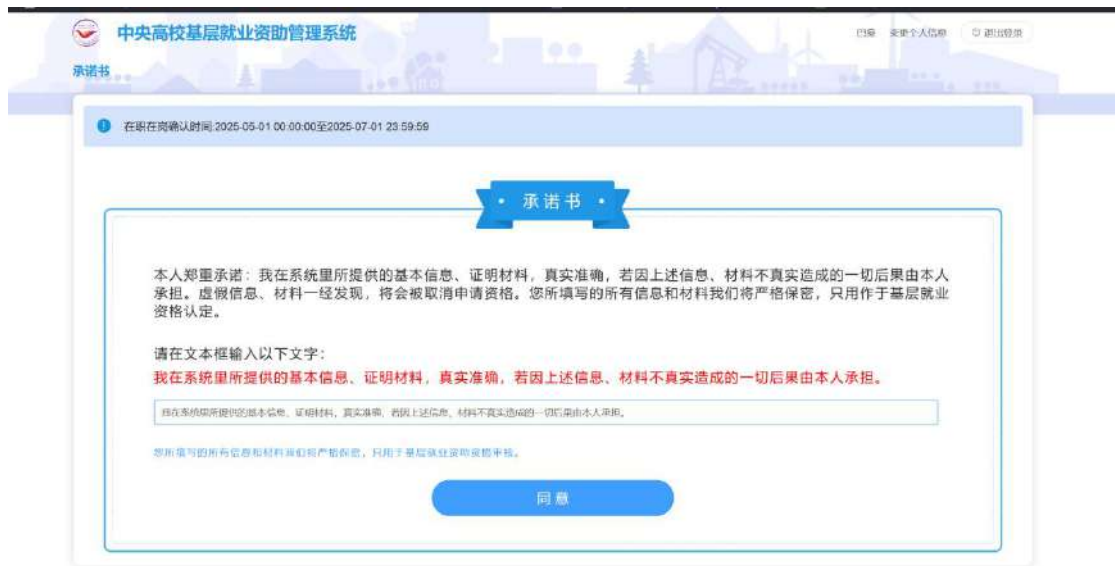 中央高校基层就业资助管理系统
变更个人信息
退出登录
承诺书
在职在岗确认时间:2025-05-01 00:00:00至2025-07-01 23:59:59
· 承诺书 ·
本人郑重承诺：我在系统里所提供的基本信息、证明材料，真实准确，若因上述信息、材料不真实造成的一切后果由本人
承担。虚假信息、材料一经发现，将会被取消申请资格。您所填写的所有信息和材料我们将严格保密，只用作于基层就业
资格认定。
请在文本框输入以下文字：
我在系统里所提供的基本信息、证明材料，真实准确，若因上述信息、材料不真实造成的一切后果由本人承担。
我在系统里所提供的基本信息、证明材料，真实准确，若因上述信息、材料不真实造成的一切后果由本人承担。
您所填写的所有信息和材料我们将严格保密，只用于基层就业资助资格审核。
同意